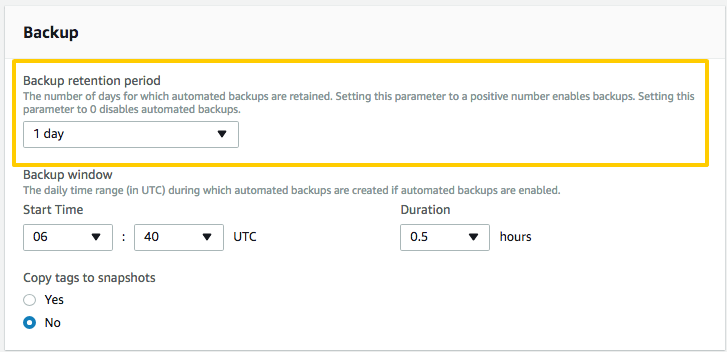 Backup
Backup retention period
The number of days for which automated backups are retained. Setting this parameter to a positive number enables backups. Setting this
parameter to 0 disables automated backups.
1 day
Backup window
The daily time range (in UTC) during which automated backups are created if automated backups are enabled.
Start Time Duration
06 : 40 UTC 0.5 hours
Copy tags to snapshots
Yes
No